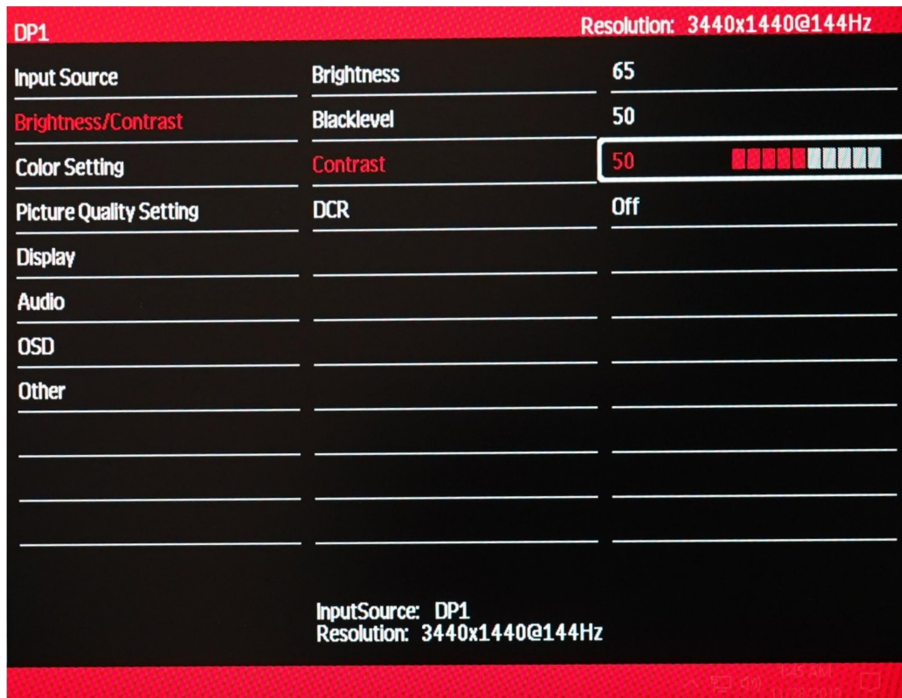 DP1 Resolution: 3440x1440@144Hz
Input Source Brightness 65
Brightness/Contrast Blacklevel 50
Color Setting Contrast 50
Picture Quality Setting DCR Off
Display
Audio
OSD
Other
InputSource: DP1
Resolution: 3440x1440@144Hz